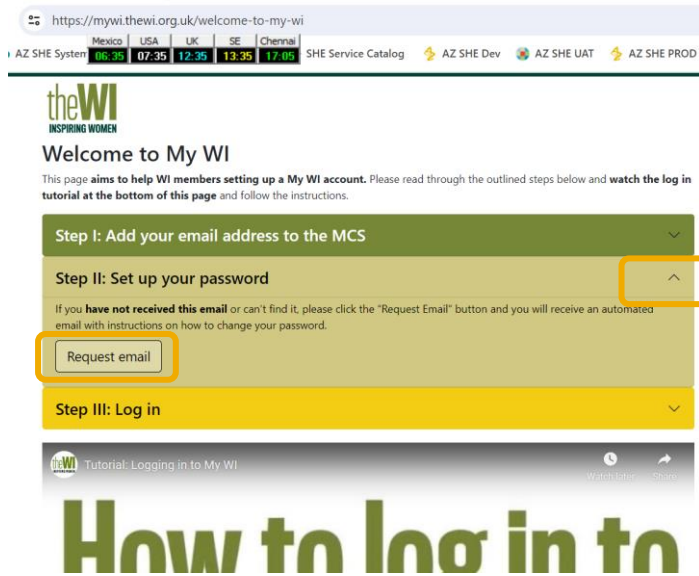 https://mywi.thewi.org.uk/welcome-to-my-wi
Mexico USA UK SE Chennai
AZ SHE System 06:35 07:35 12:35 13:35 17:05 SHE Service Catalog AZ SHE Dev AZ SHE UAT AZ SHE PROD
theWI
INSPIRING WOMEN
Welcome to My WI
This page aims to help WI members setting up a My WI account. Please read through the outlined steps below and watch the log in
tutorial at the bottom of this page and follow the instructions.
Step I: Add your email address to the MCS
Step II: Set up your password
If you have not received this email or can't find it, please click the "Request Email" button and you will receive an automated
email with instructions on how to change your password.
Request email
Step III: Log in
theWI Tutorial: Logging in to My WI
Watch later Share
How to log in to